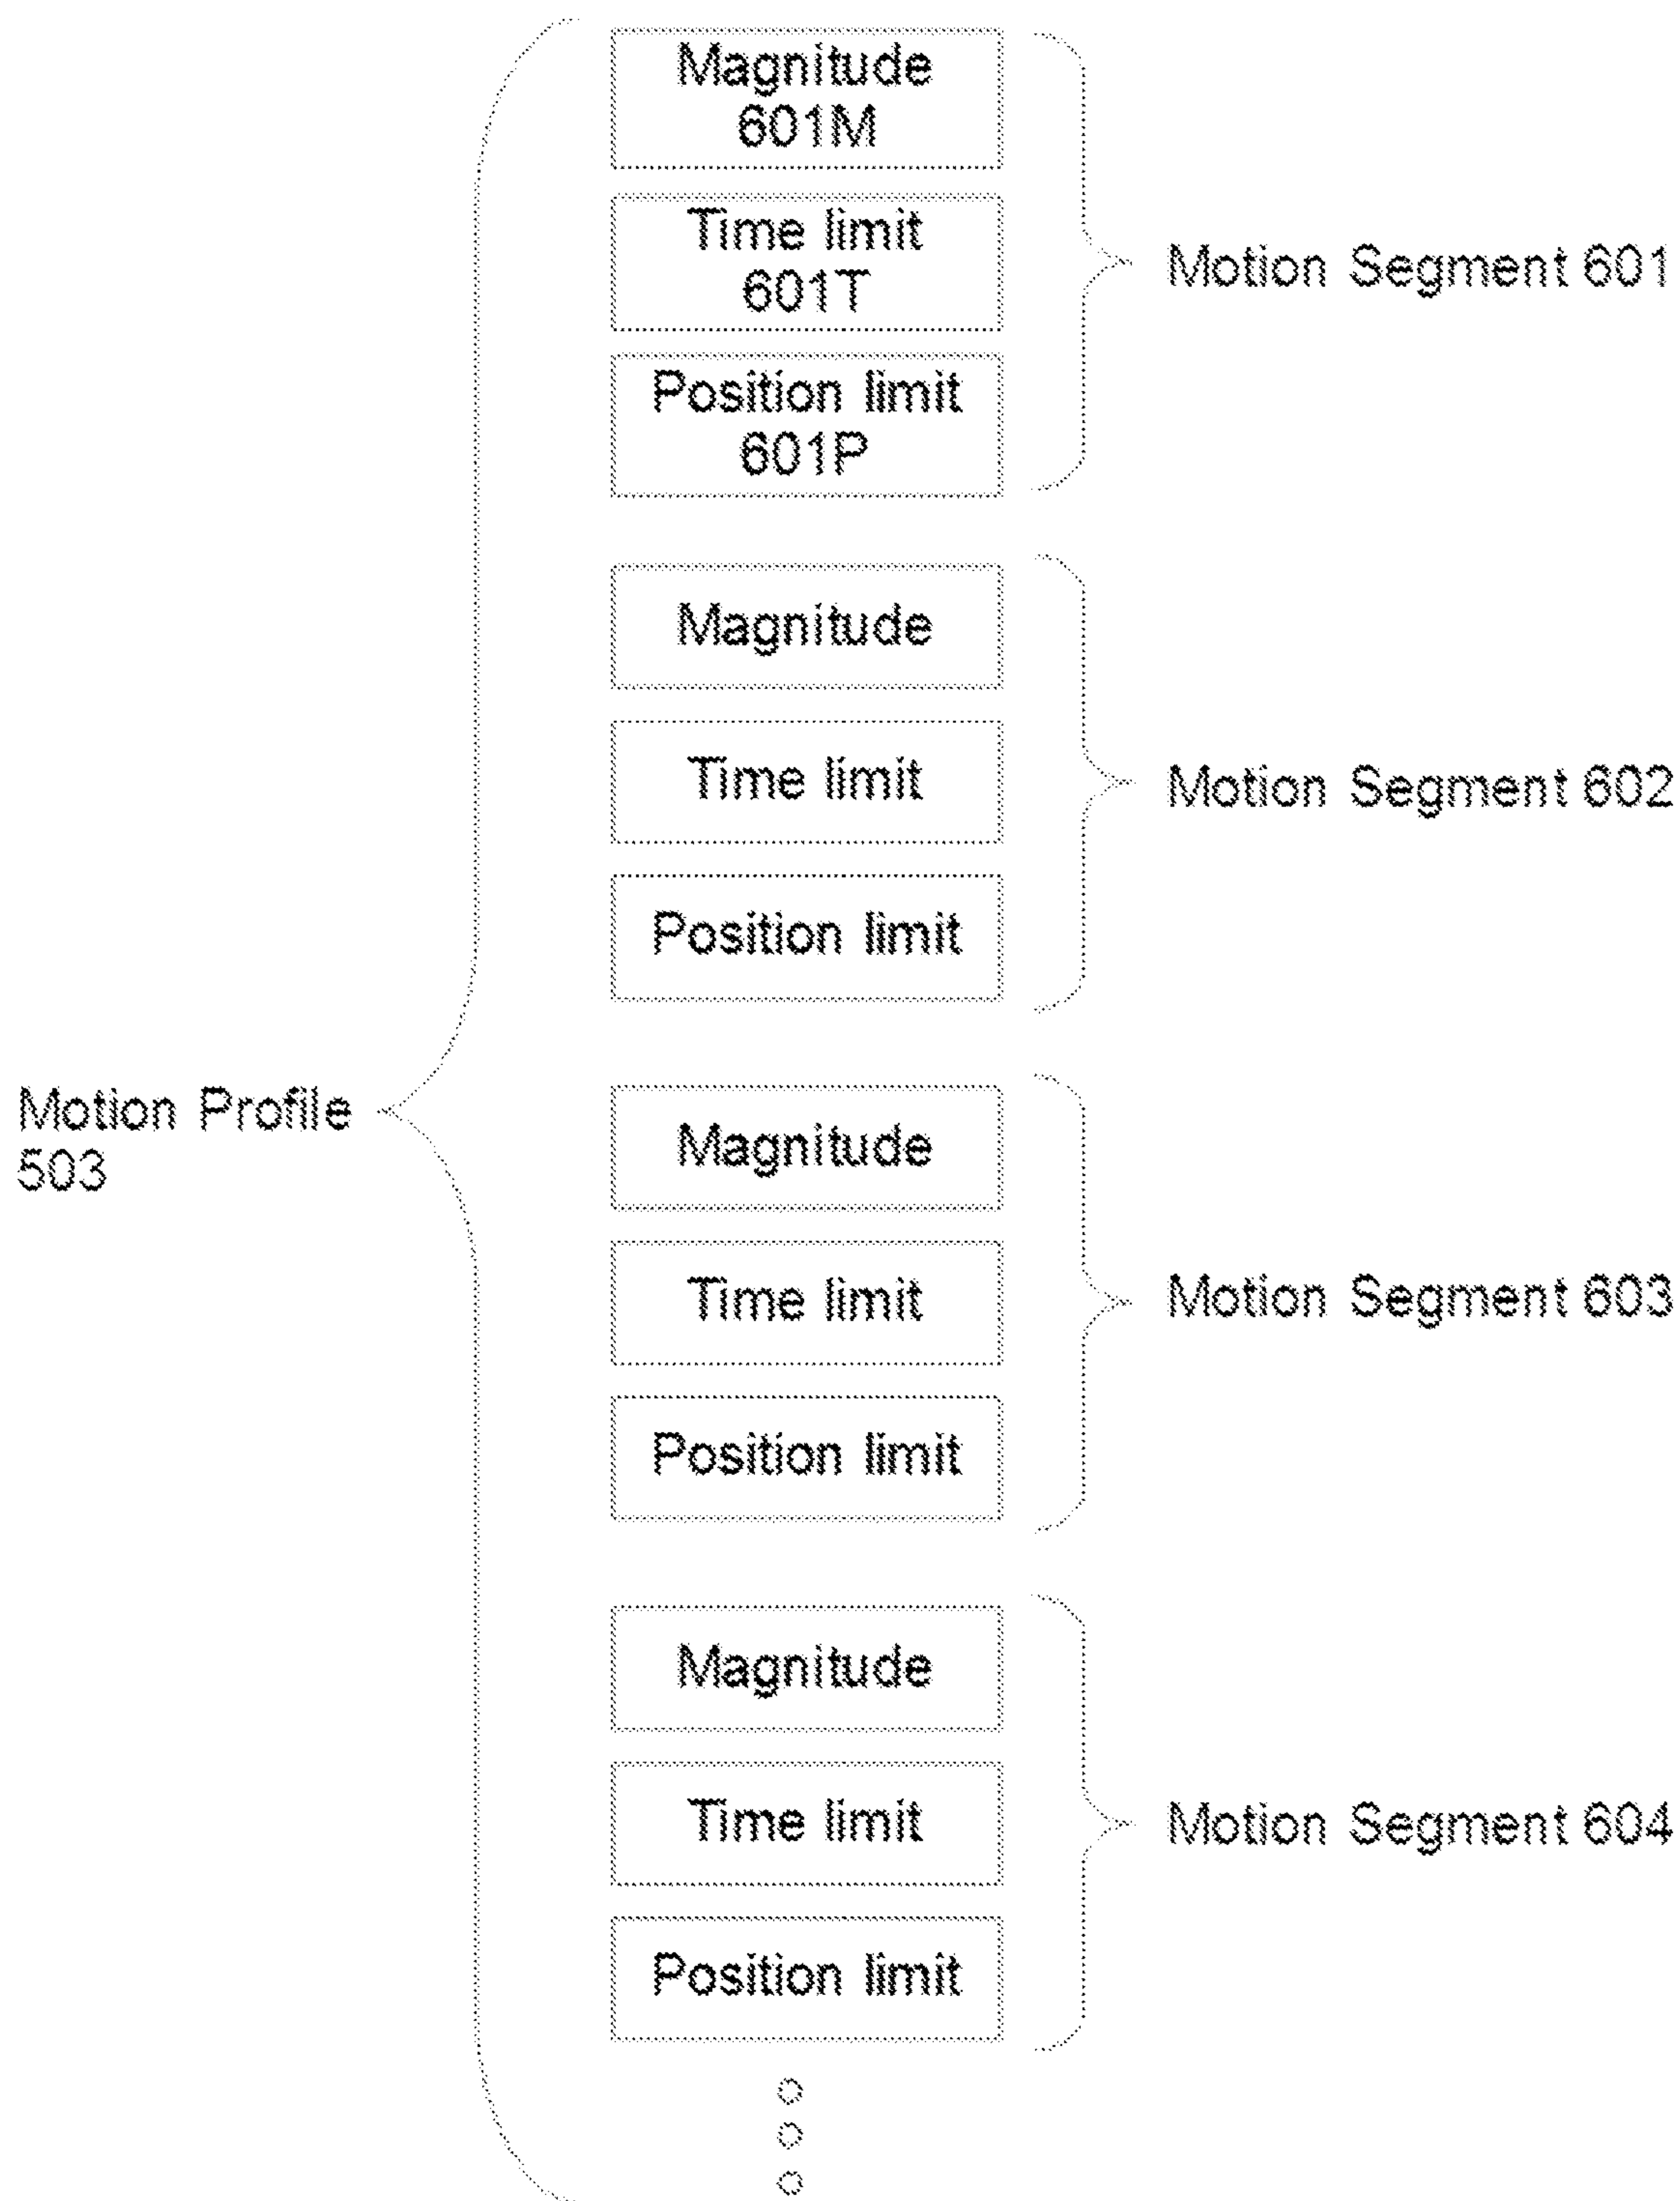 Magnitude
601M
Time limit
601T
Position limit
601P
Motion Segment 601
Magnitude
Time limit
Position limit
Motion Segment 602
Motion Profile
503
Magnitude
Time limit
Position limit
Motion Segment 603
Magnitude
Time limit
Position limit
Motion Segment 604